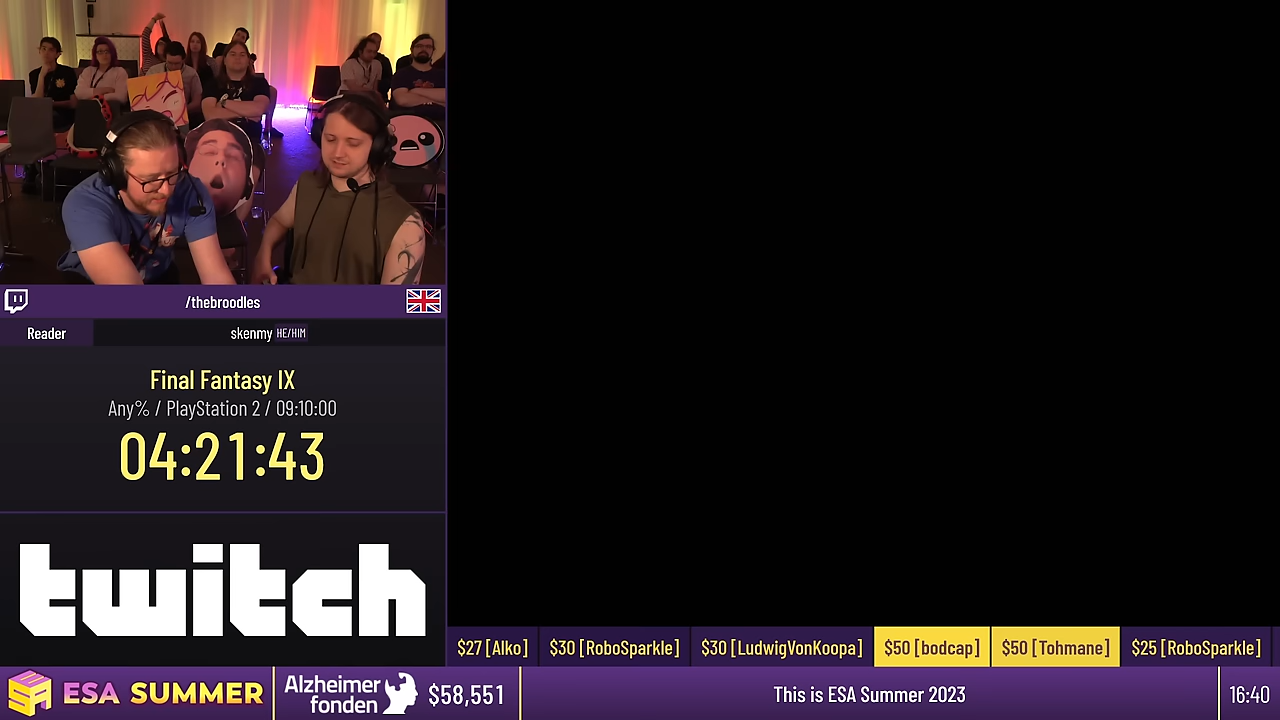 /thebroodles
Reader
skenmy HE/HIM
Final Fantasy IX
Any% / PlayStation 2 / 09:10:00
04:21:43
twitch
$27 [Alko]
$30 [RoboSparkle]
$30 [LudwigVonKoopa]
$50 [bodcap]
$50 [Tohmane]
$25 [RoboSparkle]
ESA SUMMER
Alzheimer
fonden
$58,551
This is ESA Summer 2023
16:40